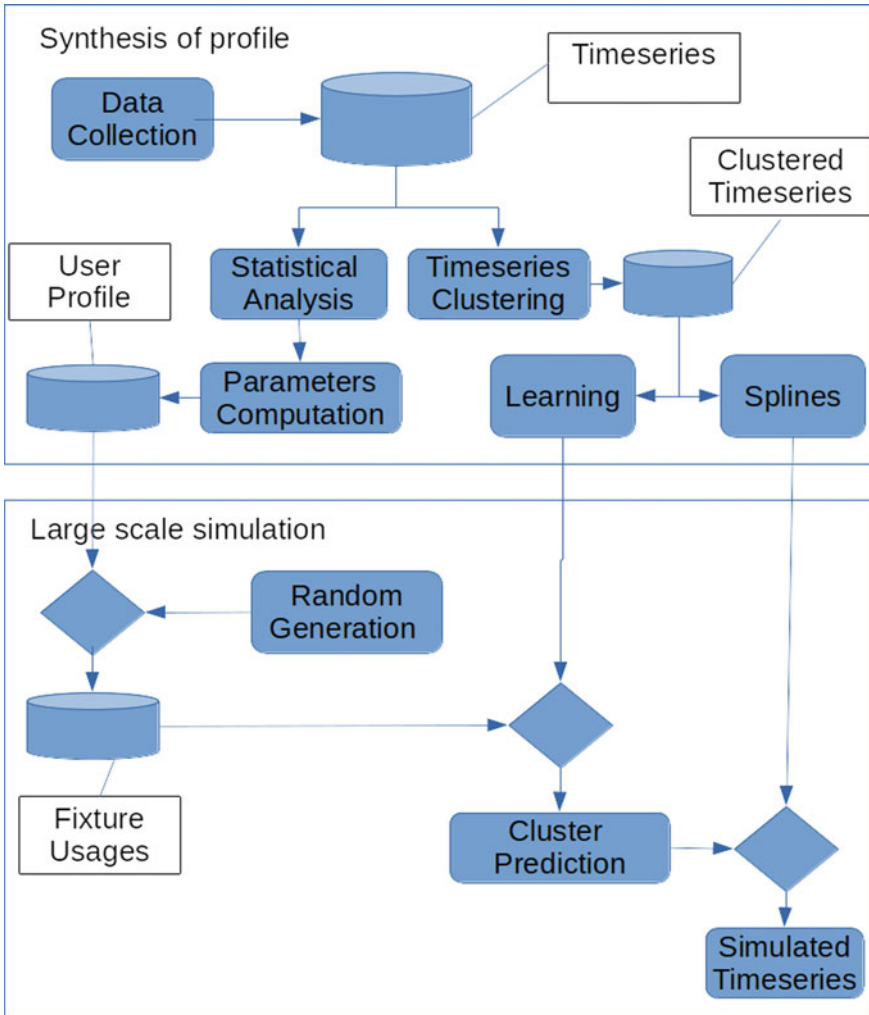 Synthesis of profile
Timeseries
Data
Collection
Clustered
Timeseries
User
Profile
Statistical
Analysis
Timeseries
Clustering
Parameters
Computation
Learning
Splines
Large scale simulation
Random
Generation
Fixture
Usages
Cluster
Prediction
Simulated
Timeseries